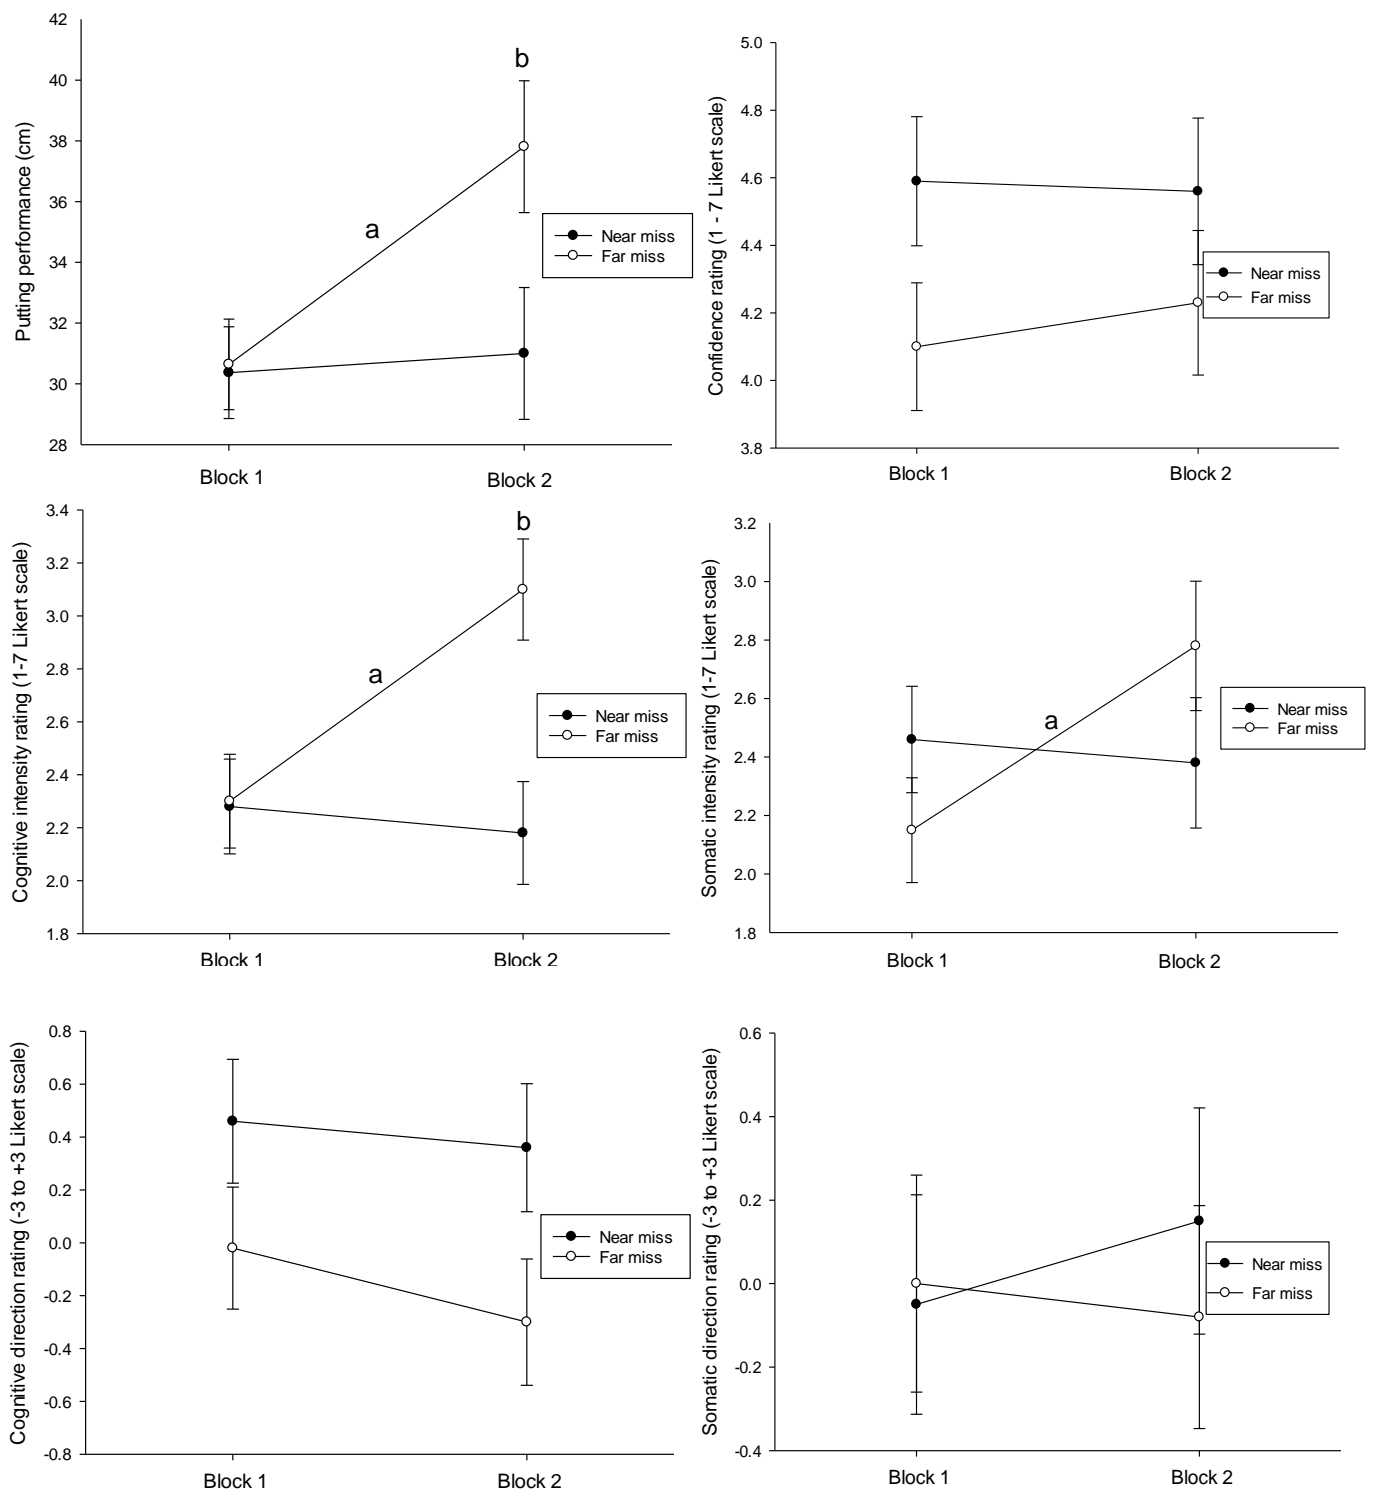 Putting performance (cm)
42
40
38
36
34
32
30
28
a
b
Near miss
Far miss
Block 1
Block 2
Confidence rating (1 - 7 Likert scale)
5.0
4.8
4.6
4.4
4.2
4.0
3.8
Near miss
Far miss
Block 1
Block 2
Cognitive intensity rating (1-7 Likert scale)
3.4
3.2
3.0
2.8
2.6
2.4
2.2
2.0
1.8
a
b
Near miss
Far miss
Block 1
Block 2
Somatic intensity rating (1-7 Likert scale)
3.2
3.0
2.8
2.6
2.4
2.2
2.0
1.8
a
Near miss
Far miss
Block 1
Block 2
Cognitive direction rating (-3 to +3 Likert scale)
0.8
0.6
0.4
0.2
0.0
-0.2
-0.4
-0.6
-0.8
Near miss
Far miss
Block 1
Block 2
Somatic direction rating (-3 to +3 Likert scale)
0.6
0.4
0.2
0.0
-0.2
-0.4
Near miss
Far miss
Block 1
Block 2